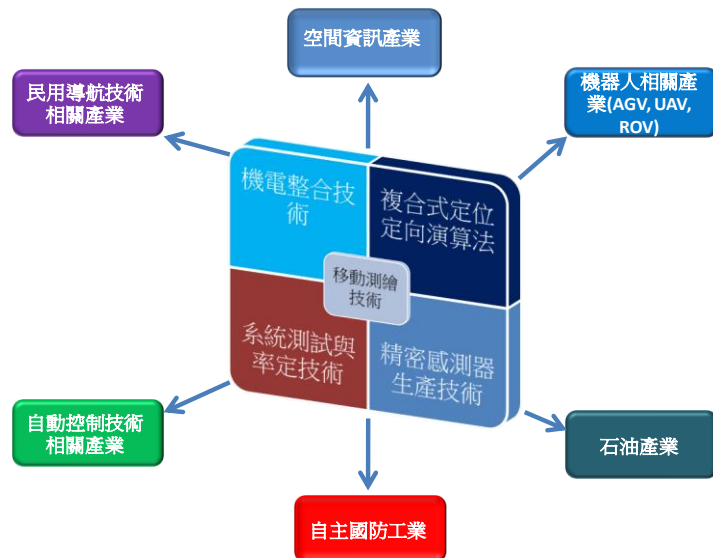 空間資訊產業
民用導航技術
相關產業
機器人相關產
業(AGV, UAV,
ROV)
機電整合技
術
複合式定位
定向演算法
移動測繪
技術
系統測試與
率定技術
精密感測器
生產技術
自動控制技術
相關產業
石油產業
自主國防工業